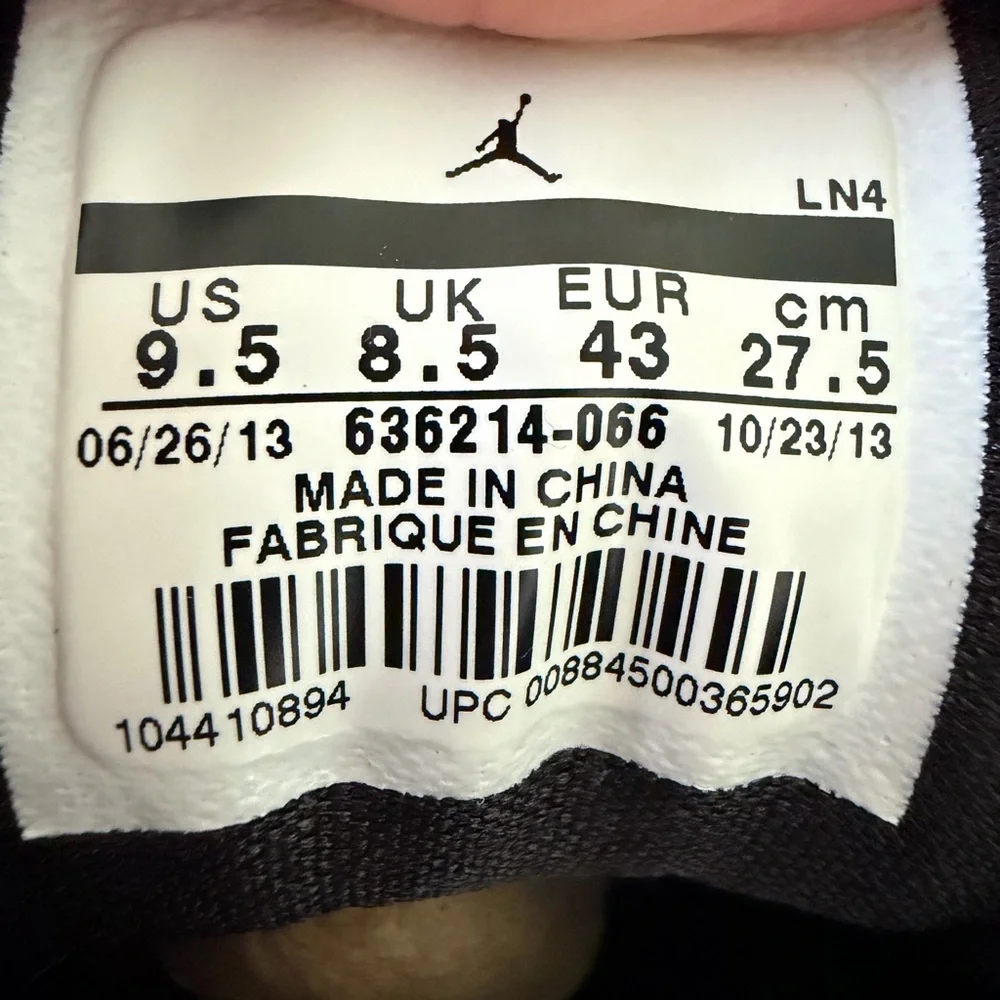 LN4
US UK EUR cm
9.5 8.5 43 27.5
06/26/13 636214-066 10/23/13
MADE IN CHINA
FABRIQUE EN CHINE
104410894 UPC 00884500365902